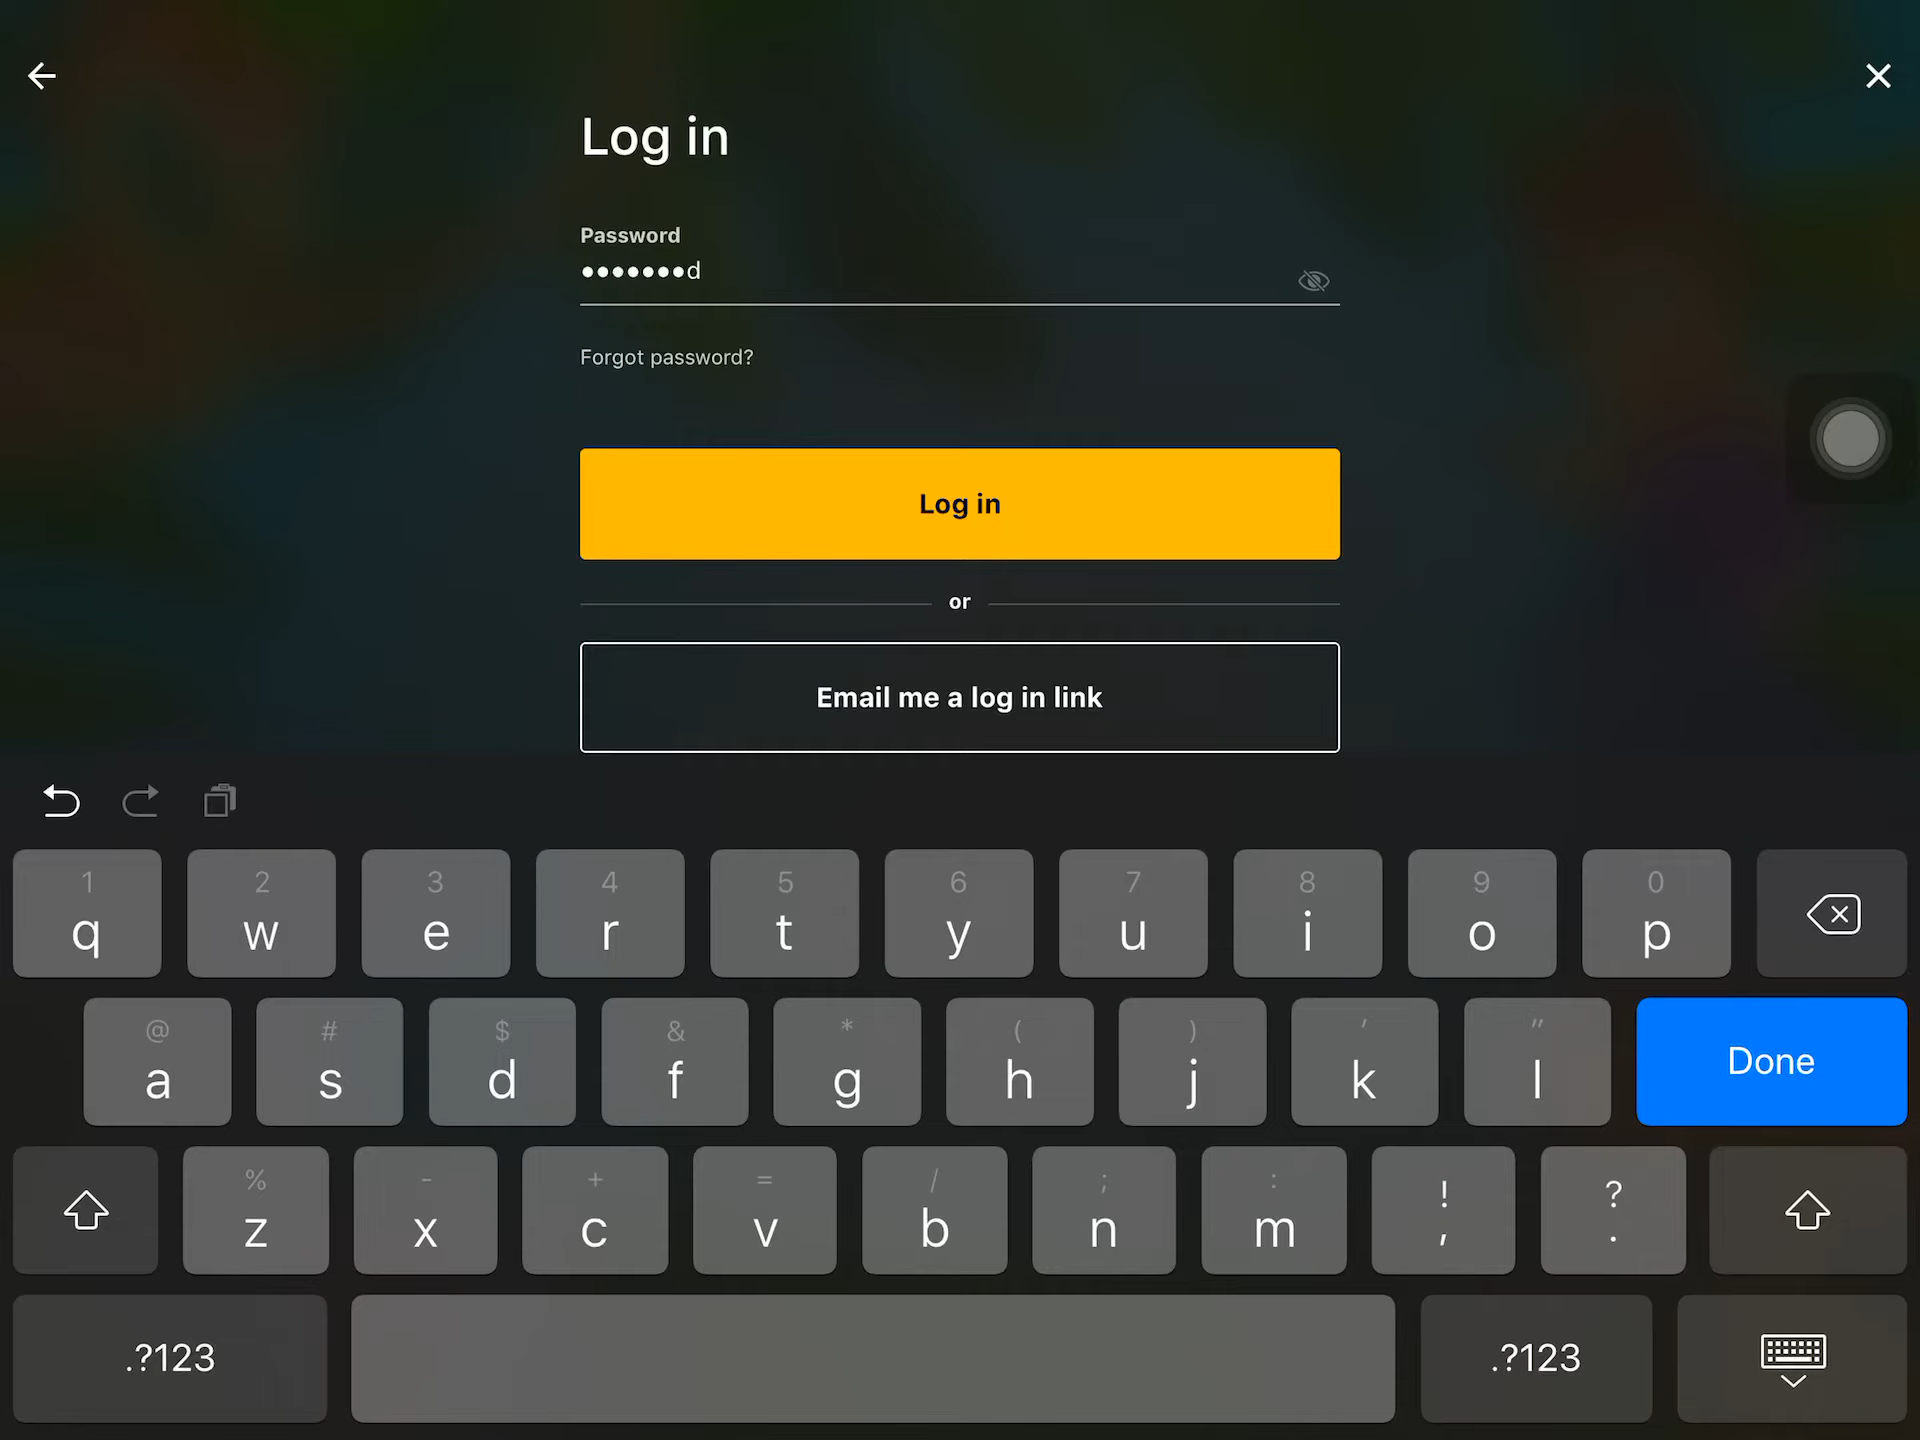 Log in
Password
•••••••d
Forgot password?
Log in
or
Email me a log in link
1 2 3 4 5 6 7 8 9 0
q w e r t y u i o p
@ # $ & * ( ) ' "
a s d f g h j k l Done
% - + = / ; : ! ?
z x c v b n m , .
.?123 .?123